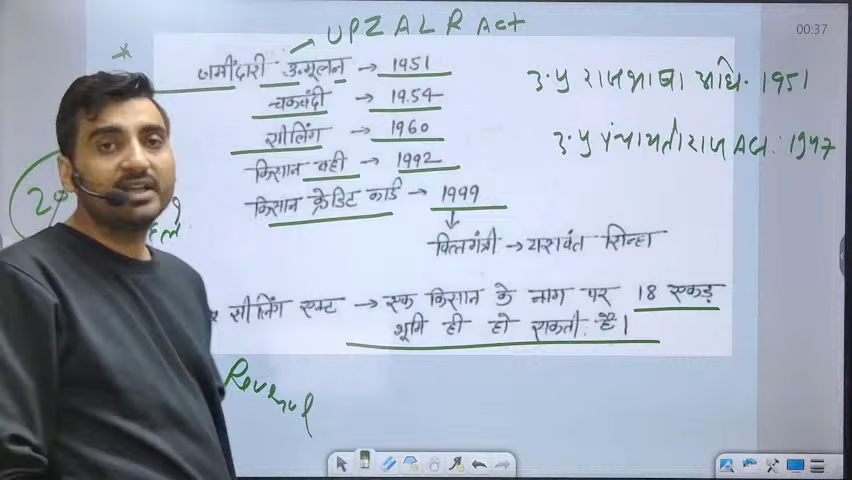 00:37
UPZALR Act
जमींदारी उन्मूलन → 1951
चकबंदी → 1954
सीलिंग → 1960
किसान बही → 1992
किसान क्रेडिट कार्ड → 1999
वित्तमंत्री → यशवंत सिन्हा
उ.प्र राजभाषा अधि. 1951
उ.प्र पंचायतीराज Act. 1947
सीलिंग एक्ट → एक किसान के नाम पर 18 एकड़
भूमि ही हो सकती है।